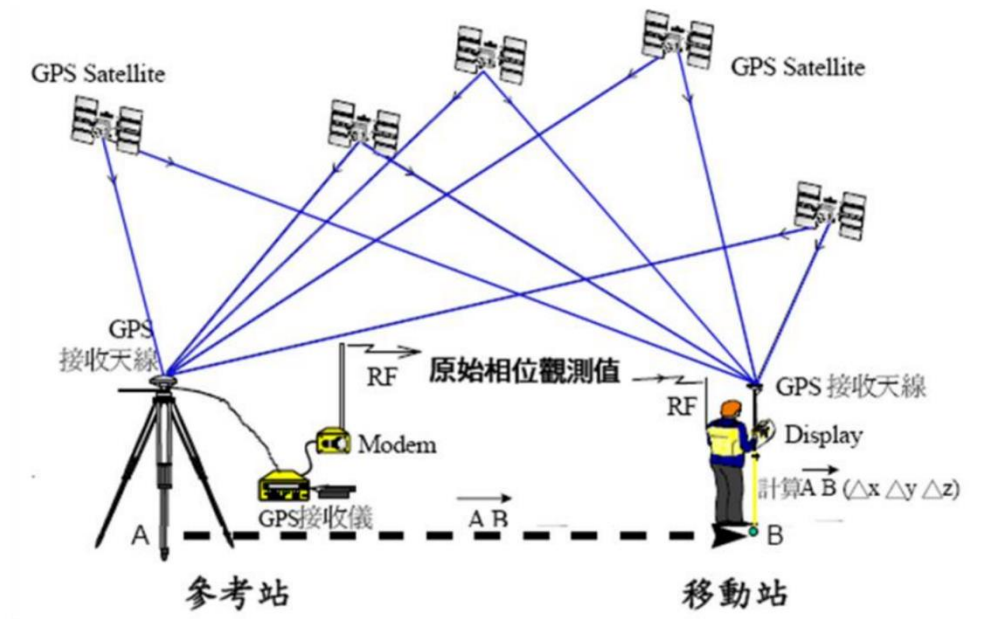 GPS Satellite
GPS Satellite
GPS
接收天線
RF
原始相位觀測值
RF
GPS 接收天線
Modem
Display
GPS接收儀
A B
計算A B (△x △y △z)
A
B
參考站
移動站